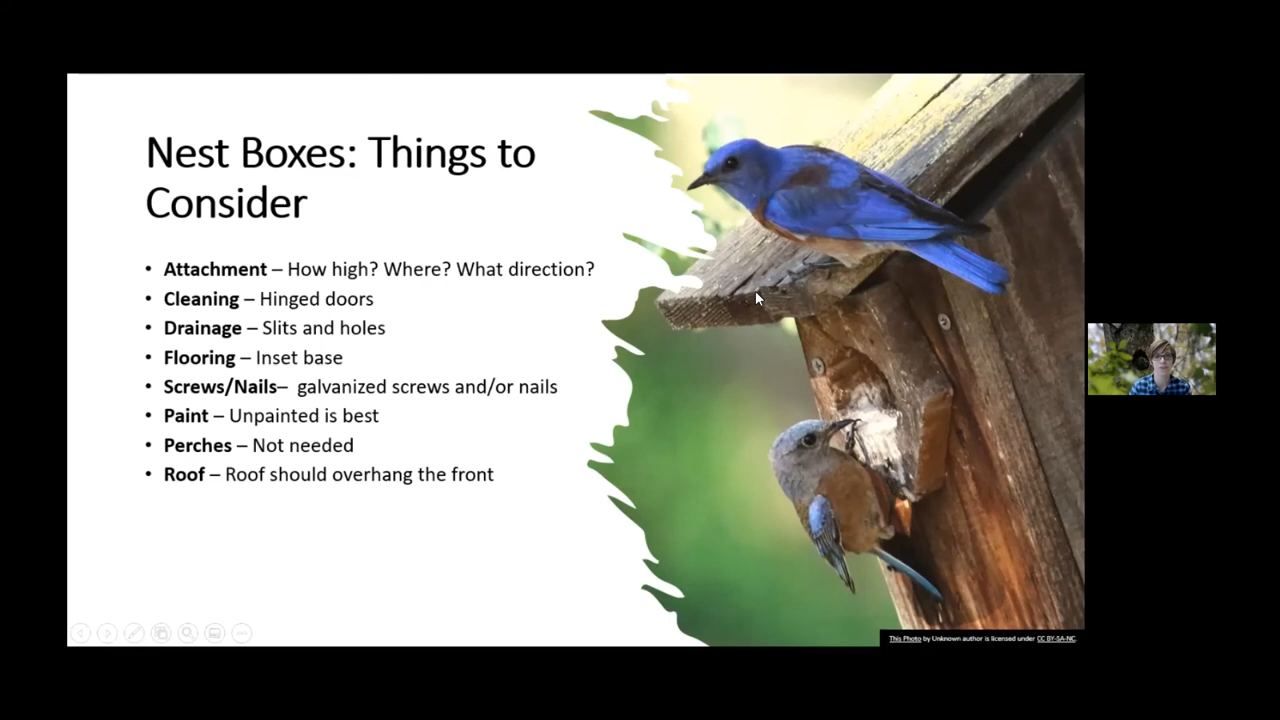 Nest Boxes: Things to
Consider
• Attachment – How high? Where? What direction?
• Cleaning – Hinged doors
• Drainage – Slits and holes
• Flooring – Inset base
• Screws/Nails– galvanized screws and/or nails
• Paint – Unpainted is best
• Perches – Not needed
• Roof – Roof should overhang the front
This Photo by Unknown author is licensed under CC BY-SA-NC.